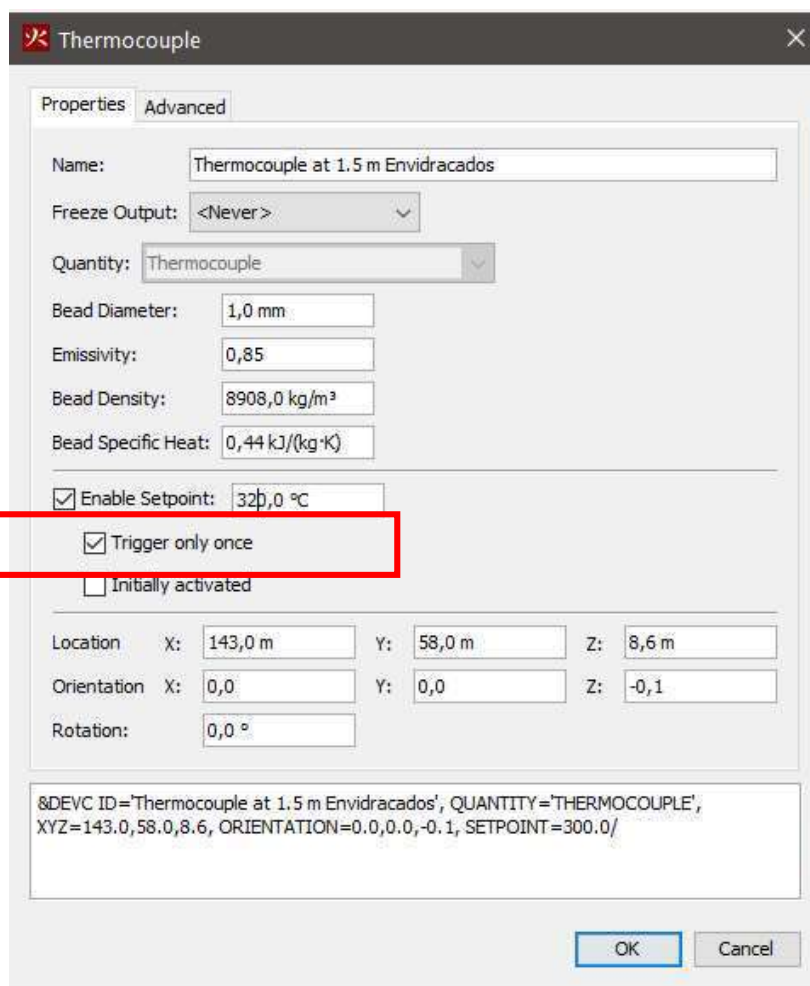 Thermocouple
Properties Advanced
Name: Thermocouple at 1.5 m Envidracados
Freeze Output: <Never>
Quantity: Thermocouple
Bead Diameter: 1,0 mm
Emissivity: 0,85
Bead Density: 8908,0 kg/m³
Bead Specific Heat: 0,44 kJ/(kg·K)
Enable Setpoint: 320,0 °C
Trigger only once
Initially activated
Location X: 143,0 m Y: 58,0 m Z: 8,6 m
Orientation X: 0,0 Y: 0,0 Z: -0,1
Rotation: 0,0 °
&DEVC ID='Thermocouple at 1.5 m Envidracados', QUANTITY='THERMOCOUPLE',
XYZ=143.0,58.0,8.6, ORIENTATION=0.0,0.0,-0.1, SETPOINT=300.0/
OK Cancel